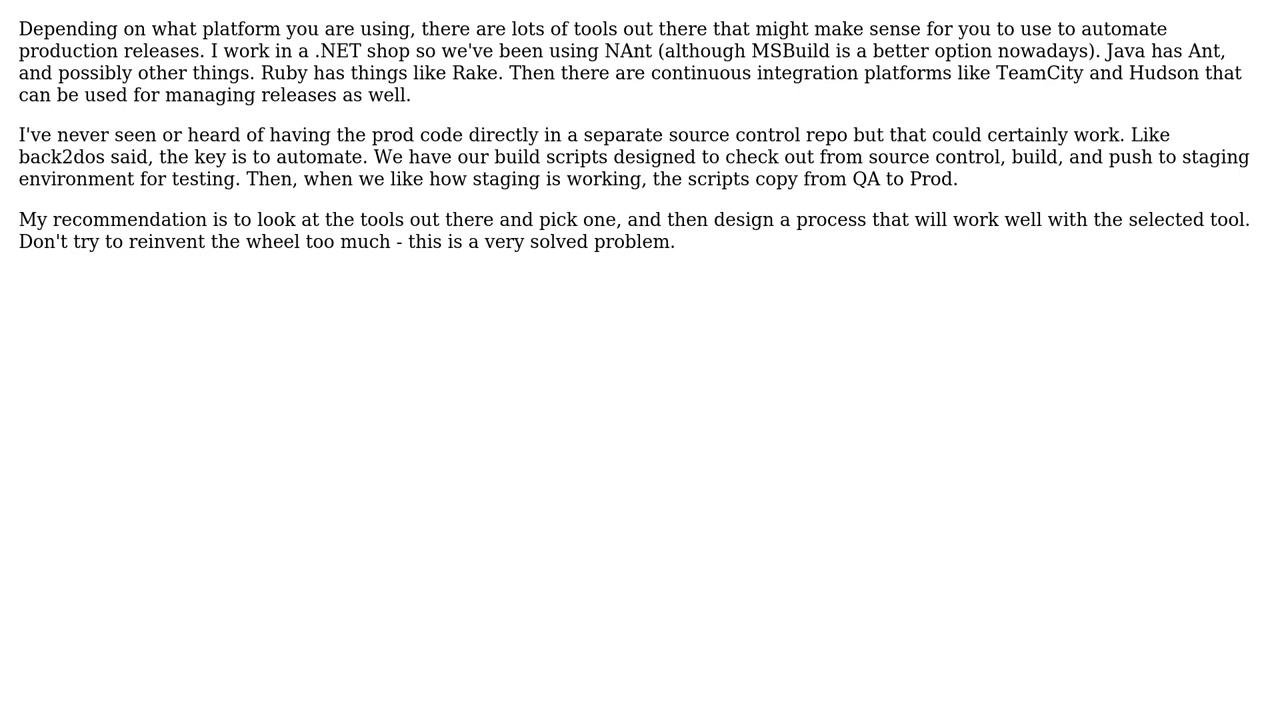 Depending on what platform you are using, there are lots of tools out there that might make sense for you to use to automate
production releases. I work in a .NET shop so we've been using NAnt (although MSBuild is a better option nowadays). Java has Ant,
and possibly other things. Ruby has things like Rake. Then there are continuous integration platforms like TeamCity and Hudson that
can be used for managing releases as well.
I've never seen or heard of having the prod code directly in a separate source control repo but that could certainly work. Like
back2dos said, the key is to automate. We have our build scripts designed to check out from source control, build, and push to staging
environment for testing. Then, when we like how staging is working, the scripts copy from QA to Prod.
My recommendation is to look at the tools out there and pick one, and then design a process that will work well with the selected tool.
Don't try to reinvent the wheel too much - this is a very solved problem.